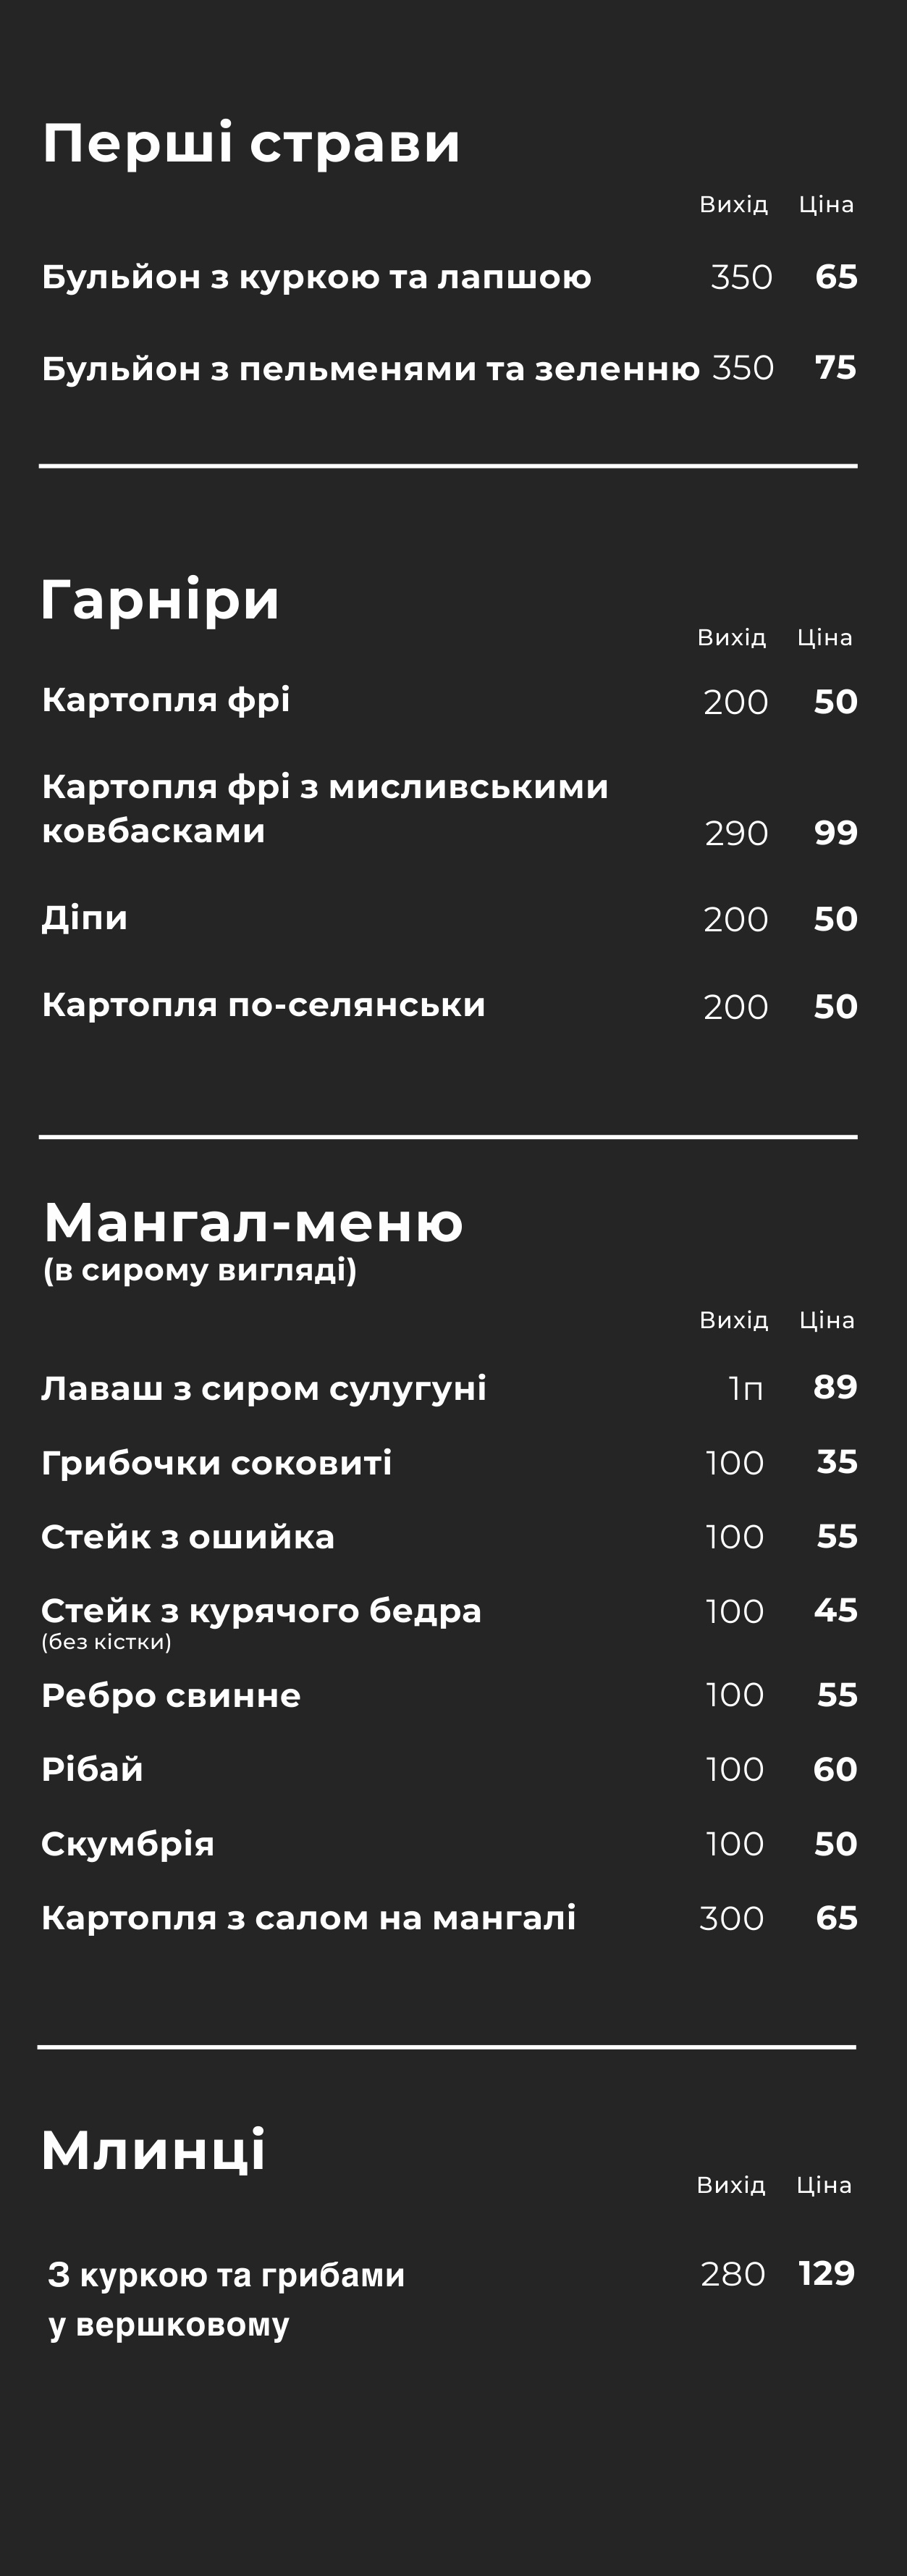 Перші страви
Вихід Ціна
Бульйон з куркою та лапшою 350 65
Бульйон з пельменями та зеленню 350 75
Гарніри
Вихід Ціна
Картопля фрі 200 50
Картопля фрі з мисливськими
ковбасками 290 99
Діпи 200 50
Картопля по-селянськи 200 50
Мангал-меню
(в сирому вигляді)
Вихід Ціна
Лаваш з сиром сулугуні 1п 89
Грибочки соковиті 100 35
Стейк з ошийка 100 55
Стейк з курячого бедра 100 45
(без кістки)
Ребро свинне 100 55
Рібай 100 60
Скумбрія 100 50
Картопля з салом на мангалі 300 65
Млинці
Вихід Ціна
З куркою та грибами 280 129
у вершковому